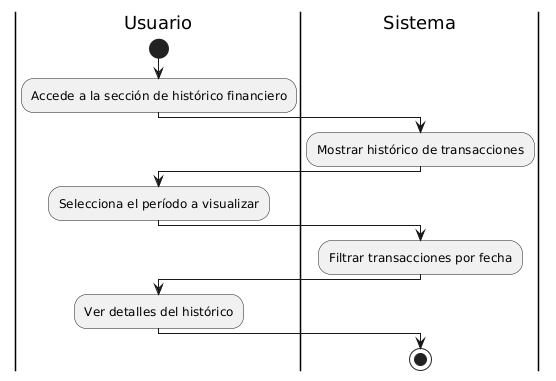 Usuario
Sistema
Accede a la sección de histórico financiero
Mostrar histórico de transacciones
Selecciona el período a visualizar
Filtrar transacciones por fecha
Ver detalles del histórico